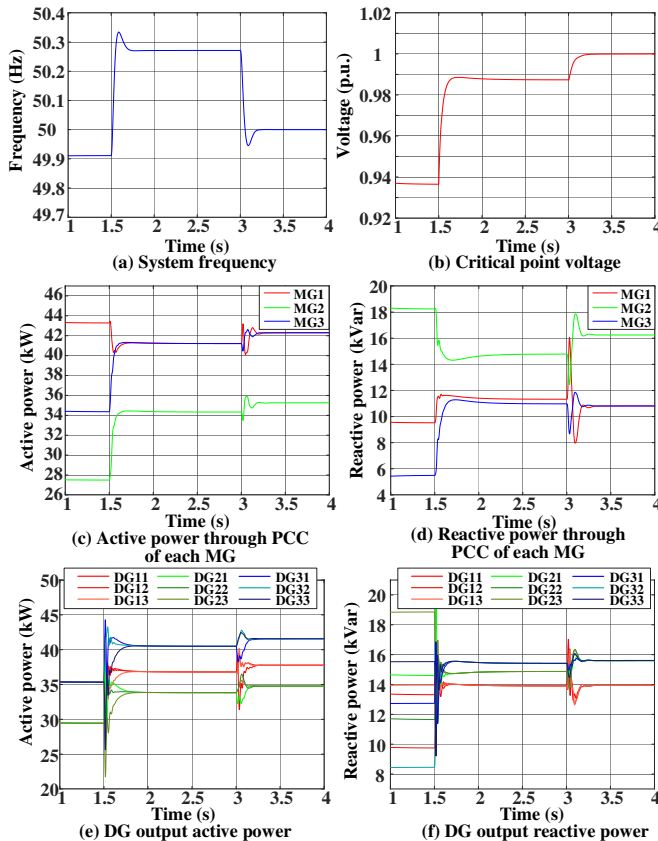 50.4
50.3
50.2
50.1
50
49.9
49.8
49.7
Frequency (Hz)
1 1.5 2 2.5 3 3.5 4
Time (s)
(a) System frequency
1
0.98
0.96
0.94
0.92
Voltage (p.u.)
1 1.5 2 2.5 3 3.5 4
Time (s)
(b) Critical point voltage
46
44
42
40
38
36
34
32
30
28
26
Active power (kW)
MG1
MG2
MG3
1 1.5 2 2.5 3 3.5 4
Time (s)
(c) Active power through PCC
of each MG
20
18
16
14
12
10
8
6
4
Reactive power (kVar)
MG1
MG2
MG3
1 1.5 2 2.5 3 3.5 4
Time (s)
(d) Reactive power through
PCC of each MG
50
45
40
35
30
25
20
Active power (kW)
DG11 DG21 DG31
DG12 DG22 DG32
DG13 DG23 DG33
1 1.5 2 2.5 3 3.5 4
Time (s)
(e) DG output active power
20
18
16
14
12
10
8
Reactive power (kVar)
DG11 DG21 DG31
DG12 DG22 DG32
DG13 DG23 DG33
1 1.5 2 2.5 3 3.5 4
Time (s)
(f) DG output reactive power